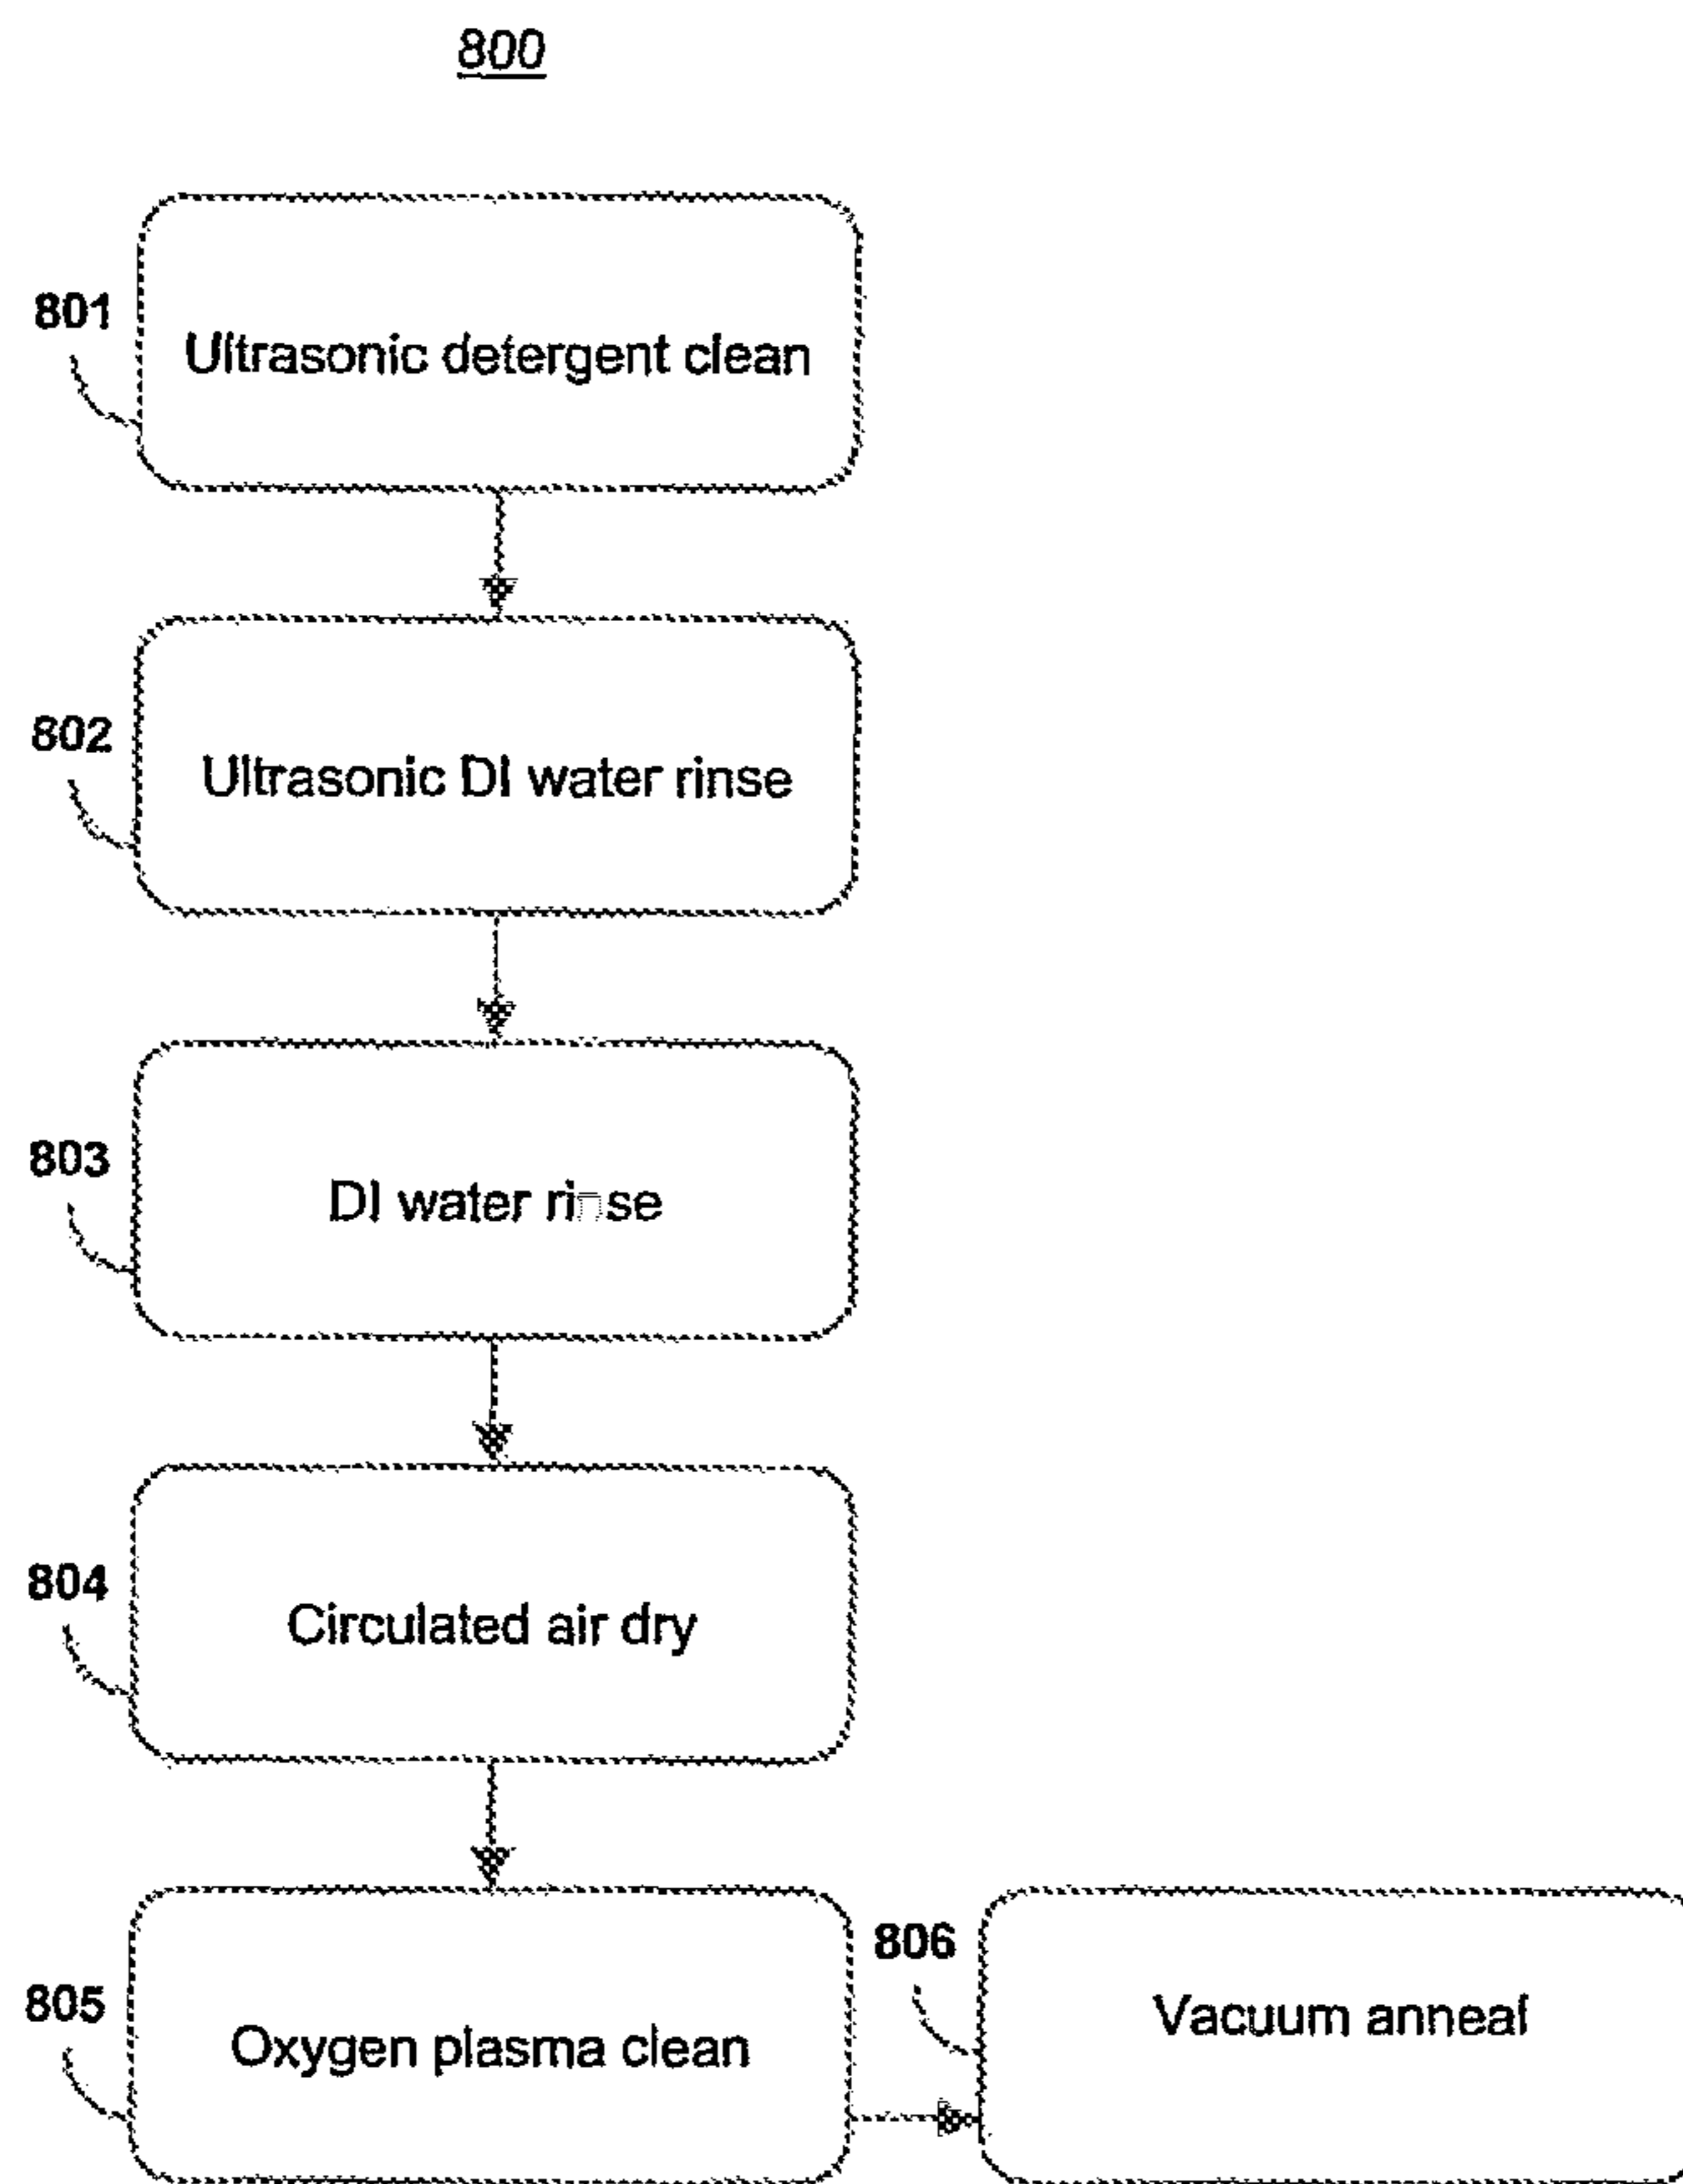 800
801
Ultrasonic detergent clean
802
Ultrasonic DI water rinse
803
DI water rinse
804
Circulated air dry
805
Oxygen plasma clean
806
Vacuum anneal